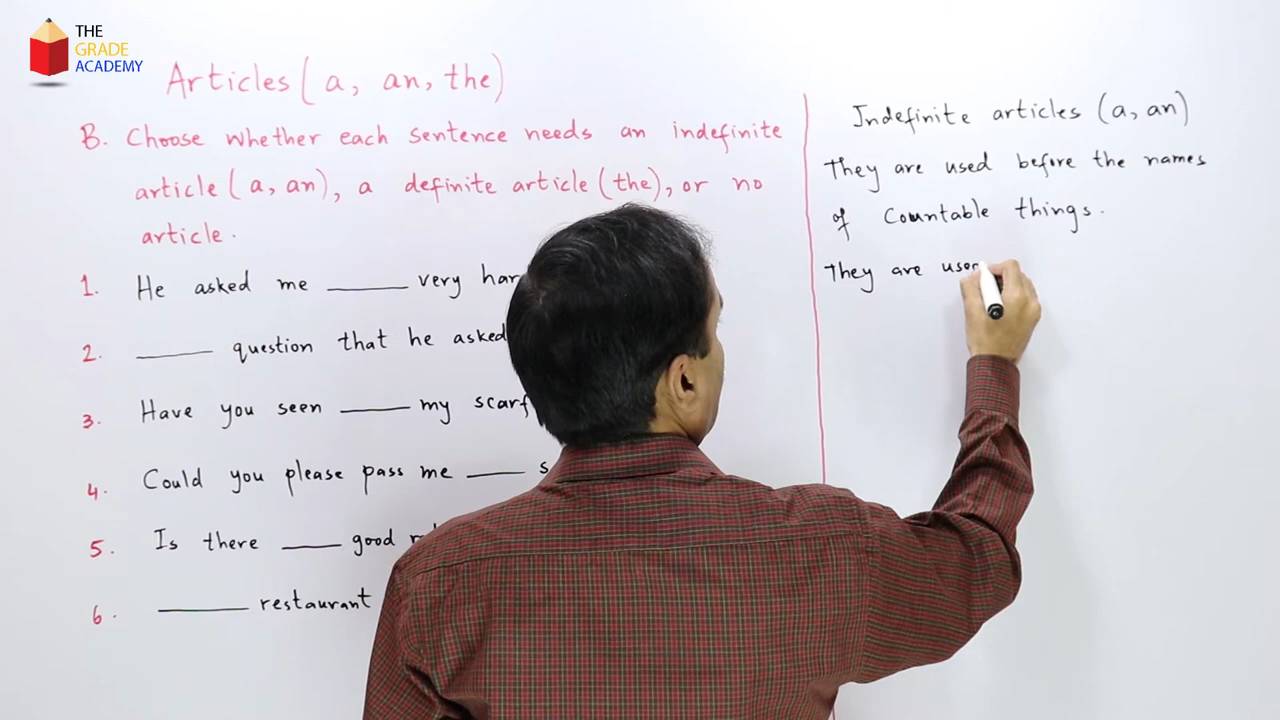 THE
GRADE
ACADEMY
Articles (a, an, the)
B. Choose whether each sentence needs an indefinite
article (a, an), a definite article (the), or no
article.
1. He asked me ____ very har
2. ____ question that he asked
3. Have you seen ____ my scarf
4. Could you please pass me ____ s
5. Is there ____ good
6. ____ restaurant
Indefinite articles (a, an)
They are used before the names
of Countable things.
They are used